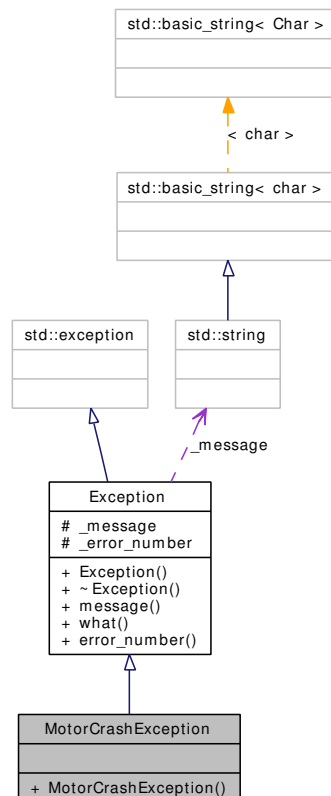 std::basic_string< Char >
< char >
std::basic_string< char >
std::exception
std::string
_message
Exception
# _message
# _error_number
+ Exception()
+ ~Exception()
+ message()
+ what()
+ error_number()
MotorCrashException
+ MotorCrashException()